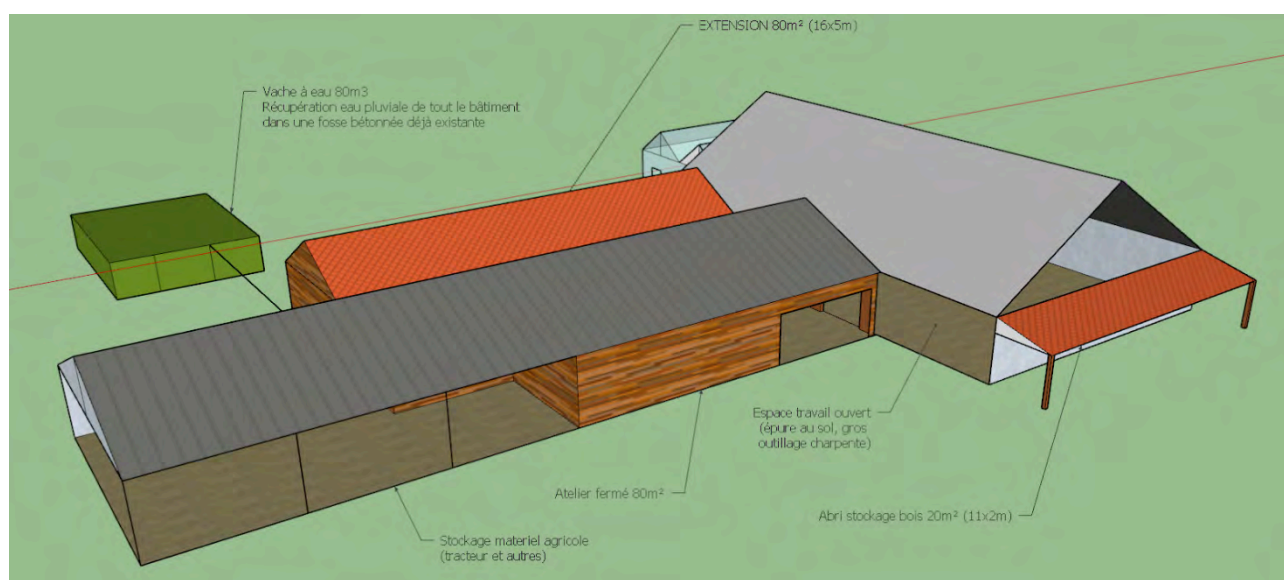 EXTENSION 80m² (16x5m)
Vache à eau 80m3
Récupération eau pluviale de tout le bâtiment
dans une fosse bétonnée déjà existante
Espace travail ouvert
(épure au sol, gros
outillage charpente)
Atelier fermé 80m²
Abri stockage bois 20m² (11x2m)
Stockage materiel agricole
(tracteur et autres)